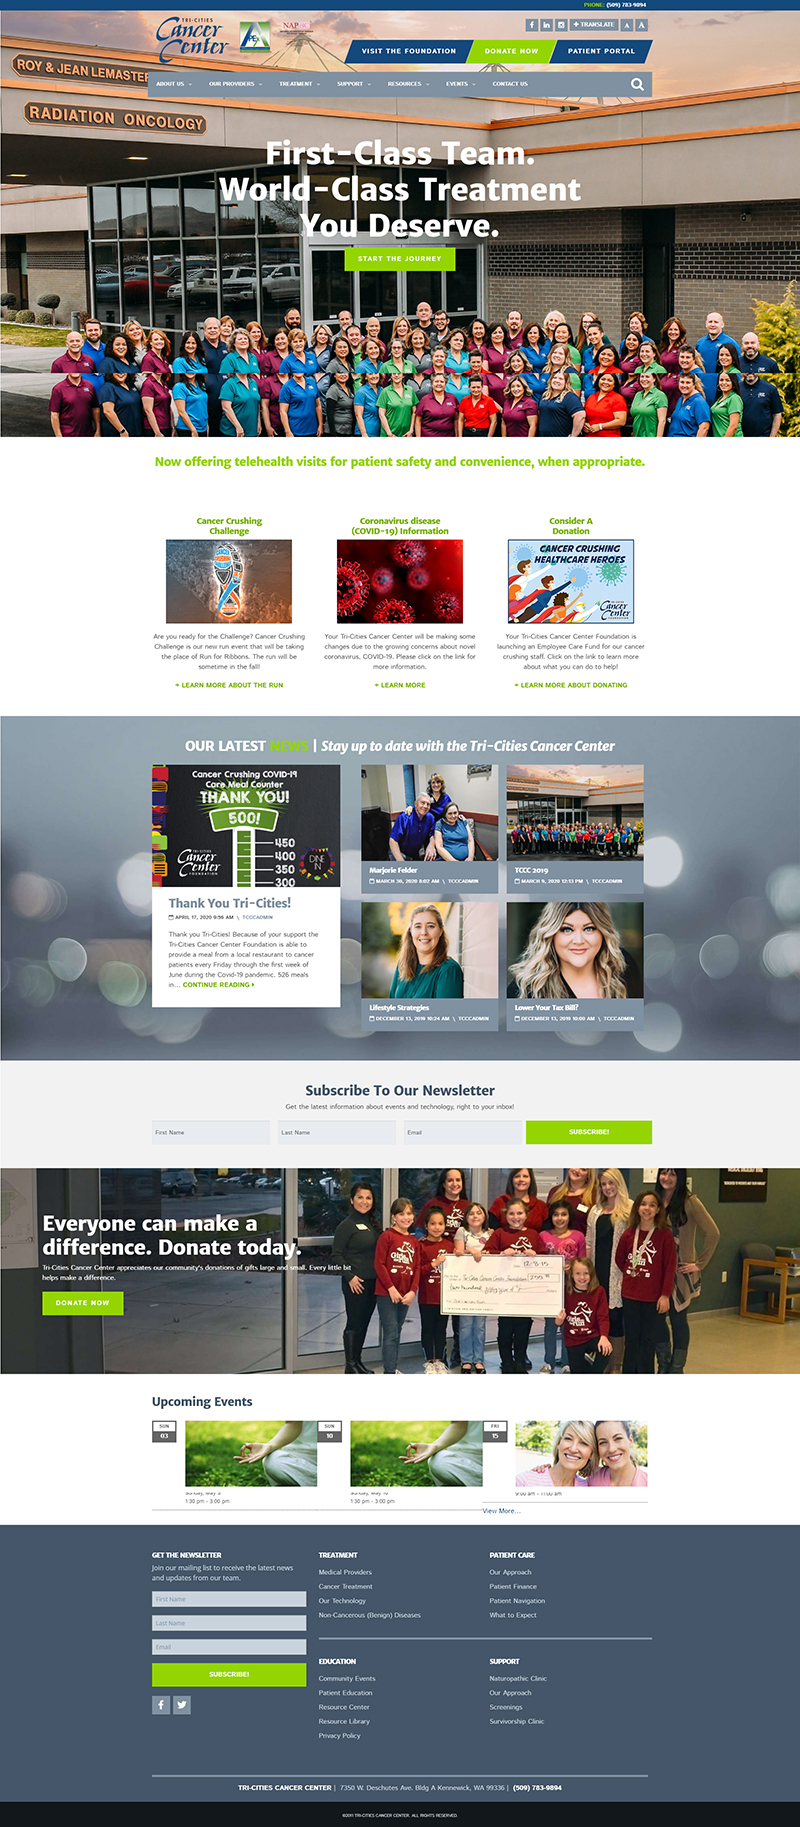 PHONE: (509) 783-9894
TRI-CITIES
Cancer Center
APEx
NAP
TRANSLATE A A
VISIT THE FOUNDATION DONATE NOW PATIENT PORTAL
ROY & JEAN LEMASTER
ABOUT US OUR PROVIDERS TREATMENT SUPPORT RESOURCES EVENTS CONTACT US
RADIATION ONCOLOGY
First-Class Team.
World-Class Treatment
You Deserve.
START THE JOURNEY
Now offering telehealth visits for patient safety and convenience, when appropriate.
Cancer Crushing
Challenge
Are you ready for the Challenge? Cancer Crushing
Challenge is our new run event that will be taking
the place of Run for Ribbons. The run will be
sometime in the fall!
+ LEARN MORE ABOUT THE RUN
Coronavirus disease
(COVID-19) Information
Your Tri-Cities Cancer Center will be making some
changes due to the growing concerns about novel
coronavirus, COVID-19. Please click on the link for
more information.
+ LEARN MORE
Consider A
Donation
CANCER CRUSHING
HEALTHCARE HEROES
TRI-CITIES
Cancer Center
FOUNDATION
Your Tri-Cities Cancer Center Foundation is
launching an Employee Care Fund for our cancer
crushing staff. Click on the link to learn more
about what you can do to help!
+ LEARN MORE ABOUT DONATING
OUR LATEST NEWS | Stay up to date with the Tri-Cities Cancer Center
Cancer Crushing COVID-19
Care Meal Counter
THANK YOU!
500!
450
400
350
300
TRI-CITIES
Cancer Center
FOUNDATION
DINE IN
Thank You Tri-Cities!
APRIL 17, 2020 9:56 AM \ TCCCADMIN
Thank you Tri-Cities! Because of your support the
Tri-Cities Cancer Center Foundation is able to
provide a meal from a local restaurant to cancer
patients every Friday through the first week of
June during the Covid-19 pandemic. 526 meals
in... CONTINUE READING
Marjorie Felder
MARCH 30, 2020 8:02 AM \ TCCCADMIN
TCCC 2019
MARCH 9, 2020 12:13 PM \ TCCCADMIN
Lifestyle Strategies
DECEMBER 13, 2019 10:24 AM \ TCCCADMIN
Lower Your Tax Bill?
DECEMBER 13, 2019 10:00 AM \ TCCCADMIN
Subscribe To Our Newsletter
Get the latest information about events and technology, right to your inbox!
First Name Last Name Email SUBSCRIBE!
Everyone can make a
difference. Donate today.
Tri-Cities Cancer Center appreciates our community's donations of gifts large and small. Every little bit
helps make a difference.
DONATE NOW
Tri-Cities Cancer Center Foundation
Upcoming Events
SUN
03
Sunday, May 3
1:30 pm - 3:00 pm
SUN
10
Sunday, May 10
1:30 pm - 3:00 pm
FRI
15
9:00 am - 11:00 am
View More...
GET THE NEWSLETTER
Join our mailing list to receive the latest news
and updates from our team.
First Name
Last Name
Email
SUBSCRIBE!
TREATMENT
Medical Providers
Cancer Treatment
Our Technology
Non-Cancerous (Benign) Diseases
PATIENT CARE
Our Approach
Patient Finance
Patient Navigation
What to Expect
EDUCATION
Community Events
Patient Education
Resource Center
Resource Library
Privacy Policy
SUPPORT
Naturopathic Clinic
Our Approach
Screenings
Survivorship Clinic
TRI-CITIES CANCER CENTER | 7350 W. Deschutes Ave. Bldg A Kennewick, WA 99336 | (509) 783-9894
©2011 TRI-CITIES CANCER CENTER. ALL RIGHTS RESERVED.